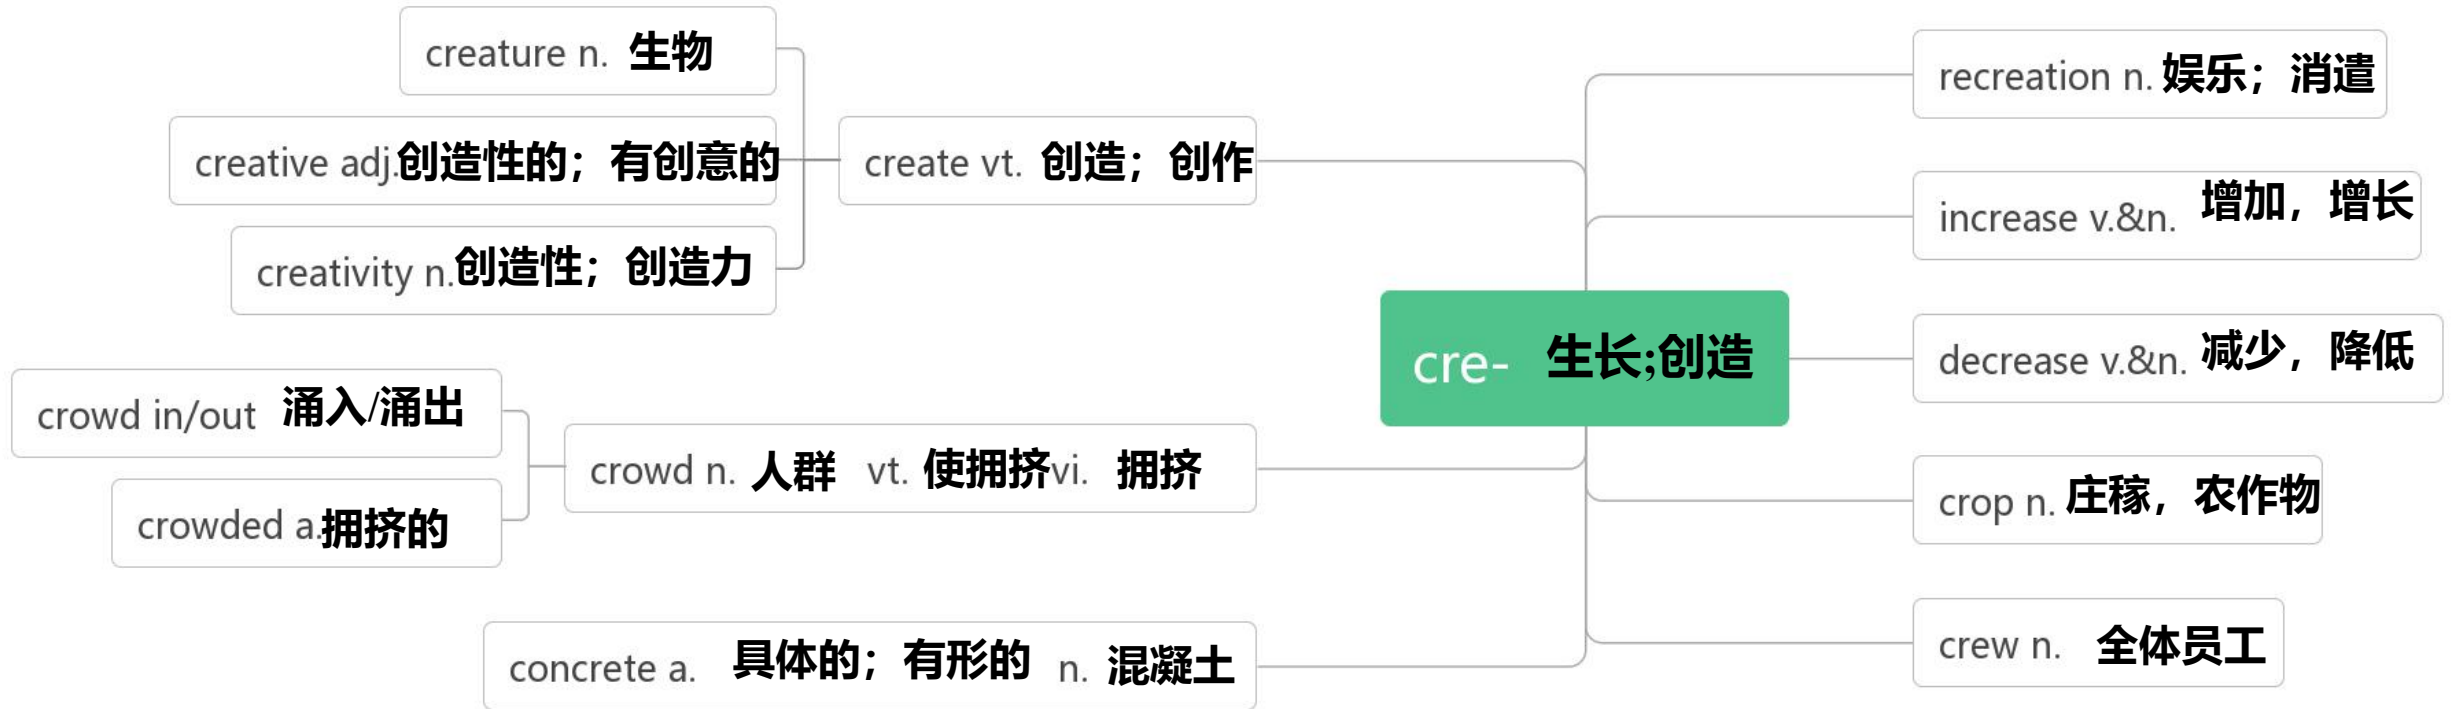 creature n. 生物
creative adj.创造性的；有创意的
creativity n.创造性；创造力
create vt. 创造；创作
crowd in/out 涌入/涌出
crowded a.拥挤的
crowd n. 人群 vt. 使拥挤vi. 拥挤
concrete a. 具体的；有形的 n. 混凝土
cre- 生长;创造
recreation n. 娱乐；消遣
increase v.&n. 增加，增长
decrease v.&n. 减少，降低
crop n. 庄稼，农作物
crew n. 全体员工